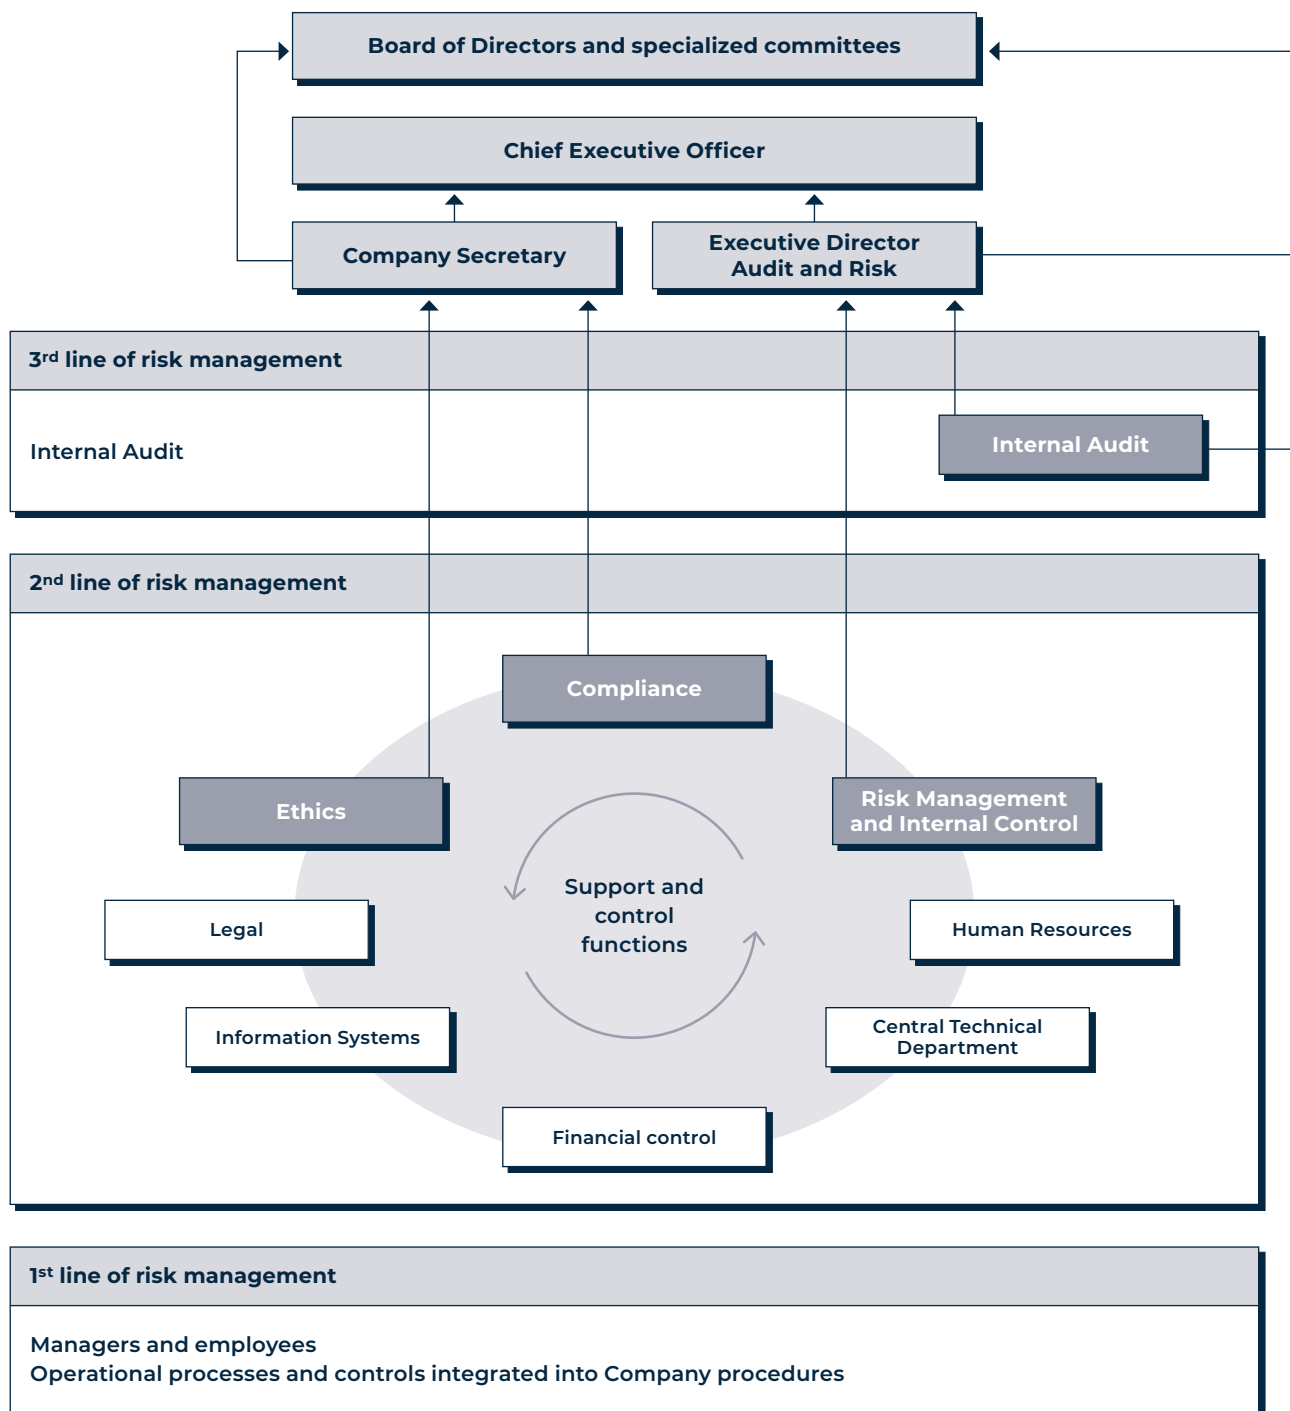 Board of Directors and specialized committees
Chief Executive Officer
Company Secretary
Executive Director
Audit and Risk
3rd line of risk management
Internal Audit
Internal Audit
2nd line of risk management
Compliance
Ethics
Risk Management
and Internal Control
Support and
control
functions
Legal
Human Resources
Information Systems
Central Technical
Department
Financial control
1st line of risk management
Managers and employees
Operational processes and controls integrated into Company procedures